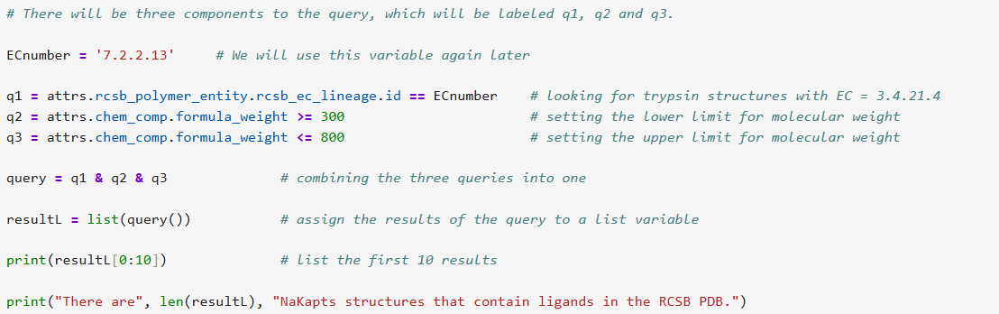 # There will be three components to the query, which will be labeled q1, q2 and q3.
ECnumber = '7.2.2.13'     # We will use this variable again later
q1 = attrs.rcsb_polymer_entity.rcsb_ec_lineage.id == ECnumber    # looking for trypsin structures with EC = 3.4.21.4
q2 = attrs.chem_comp.formula_weight >= 300                       # setting the lower limit for molecular weight
q3 = attrs.chem_comp.formula_weight <= 800                       # setting the upper limit for molecular weight
query = q1 & q2 & q3               # combining the three queries into one
resultL = list(query())            # assign the results of the query to a list variable
print(resultL[0:10])               # list the first 10 results
print("There are", len(resultL), "NaKapts structures that contain ligands in the RCSB PDB.")